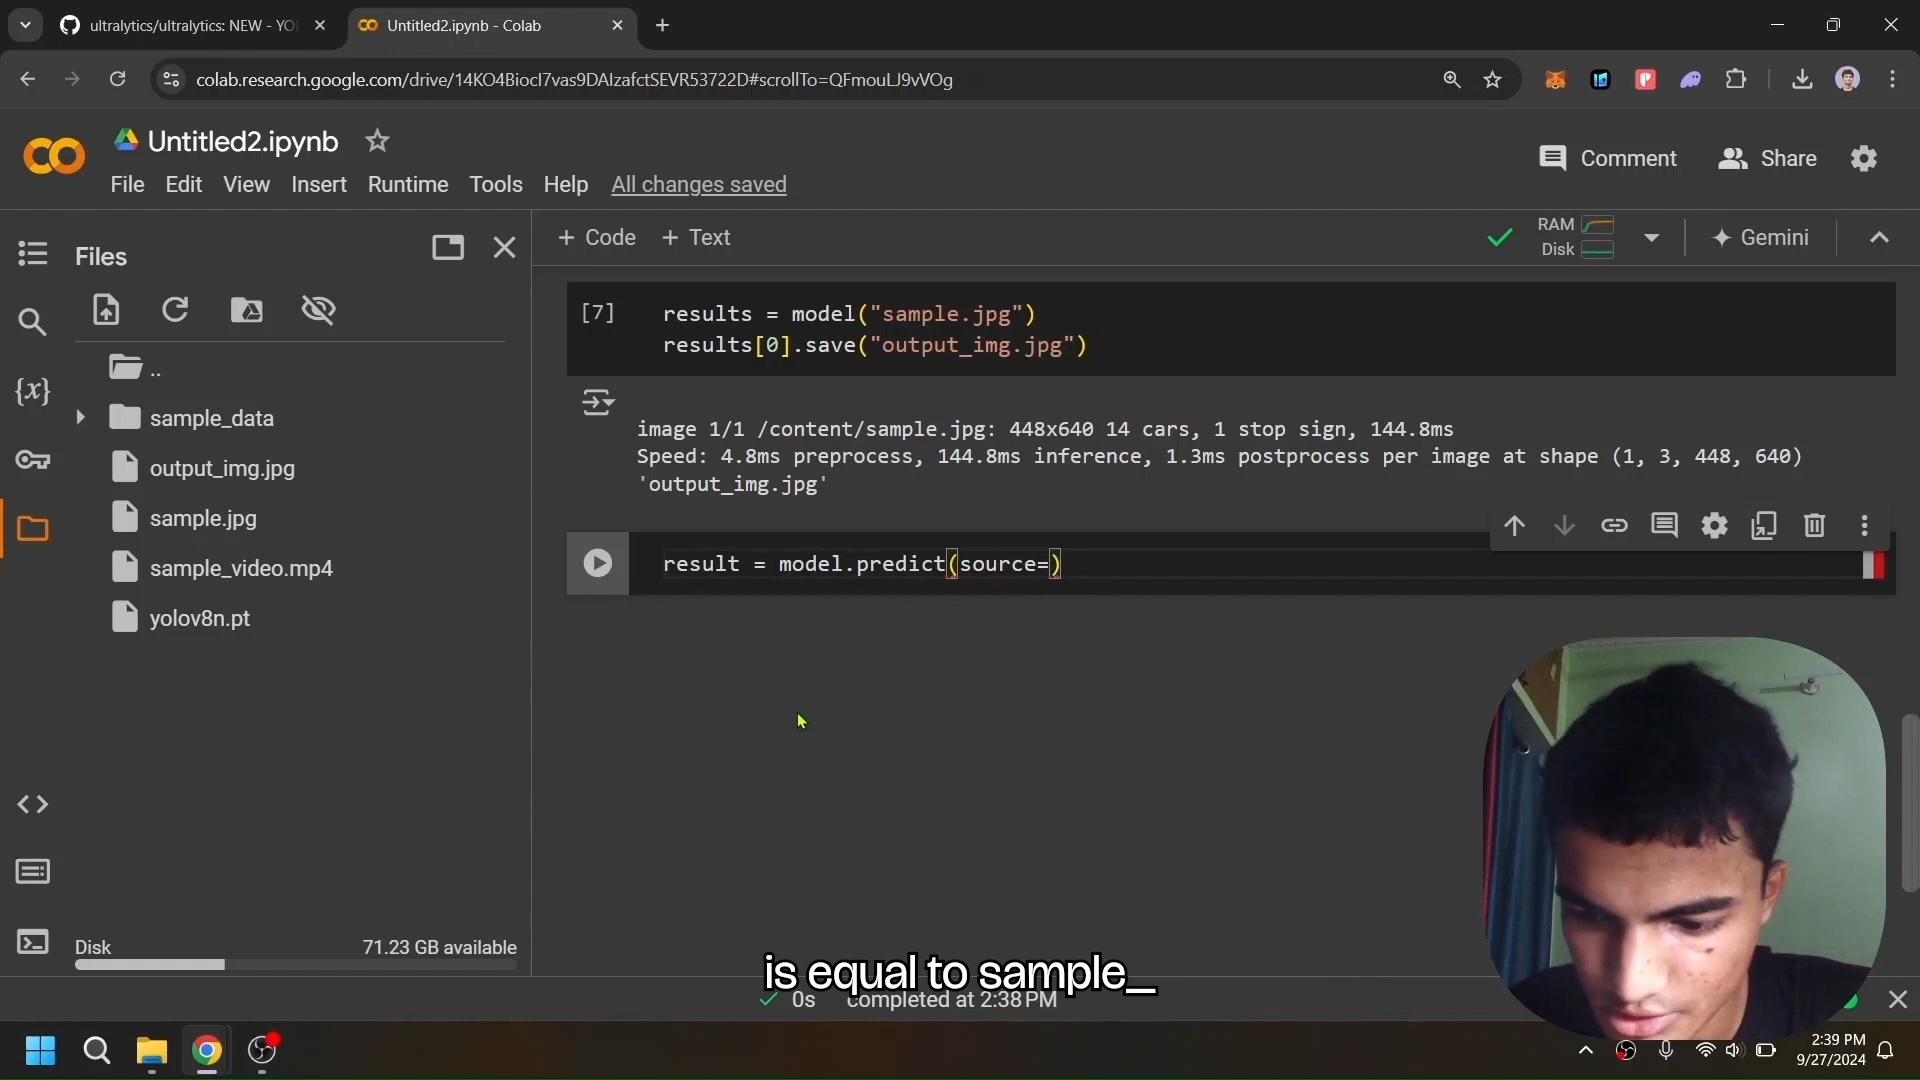 ultralytics/ultralytics: NEW - YO
Untitled2.ipynb - Colab
colab.research.google.com/drive/14KO4BiocI7vas9DAIzafctSEVR53722D#scrollTo=QFmouLJ9vVOg
Untitled2.ipynb
Comment
Share
File Edit View Insert Runtime Tools Help All changes saved
Files
+ Code + Text
RAM
Disk
Gemini
..
sample_data
output_img.jpg
sample.jpg
sample_video.mp4
yolov8n.pt
Disk 71.23 GB available
[7]
results = model("sample.jpg")
results[0].save("output_img.jpg")
image 1/1 /content/sample.jpg: 448x640 14 cars, 1 stop sign, 144.8ms
Speed: 4.8ms preprocess, 144.8ms inference, 1.3ms postprocess per image at shape (1, 3, 448, 640)
'output_img.jpg'
result = model.predict(source=)
is equal to sample_
0s completed at 2:38 PM
2:39 PM
9/27/2024